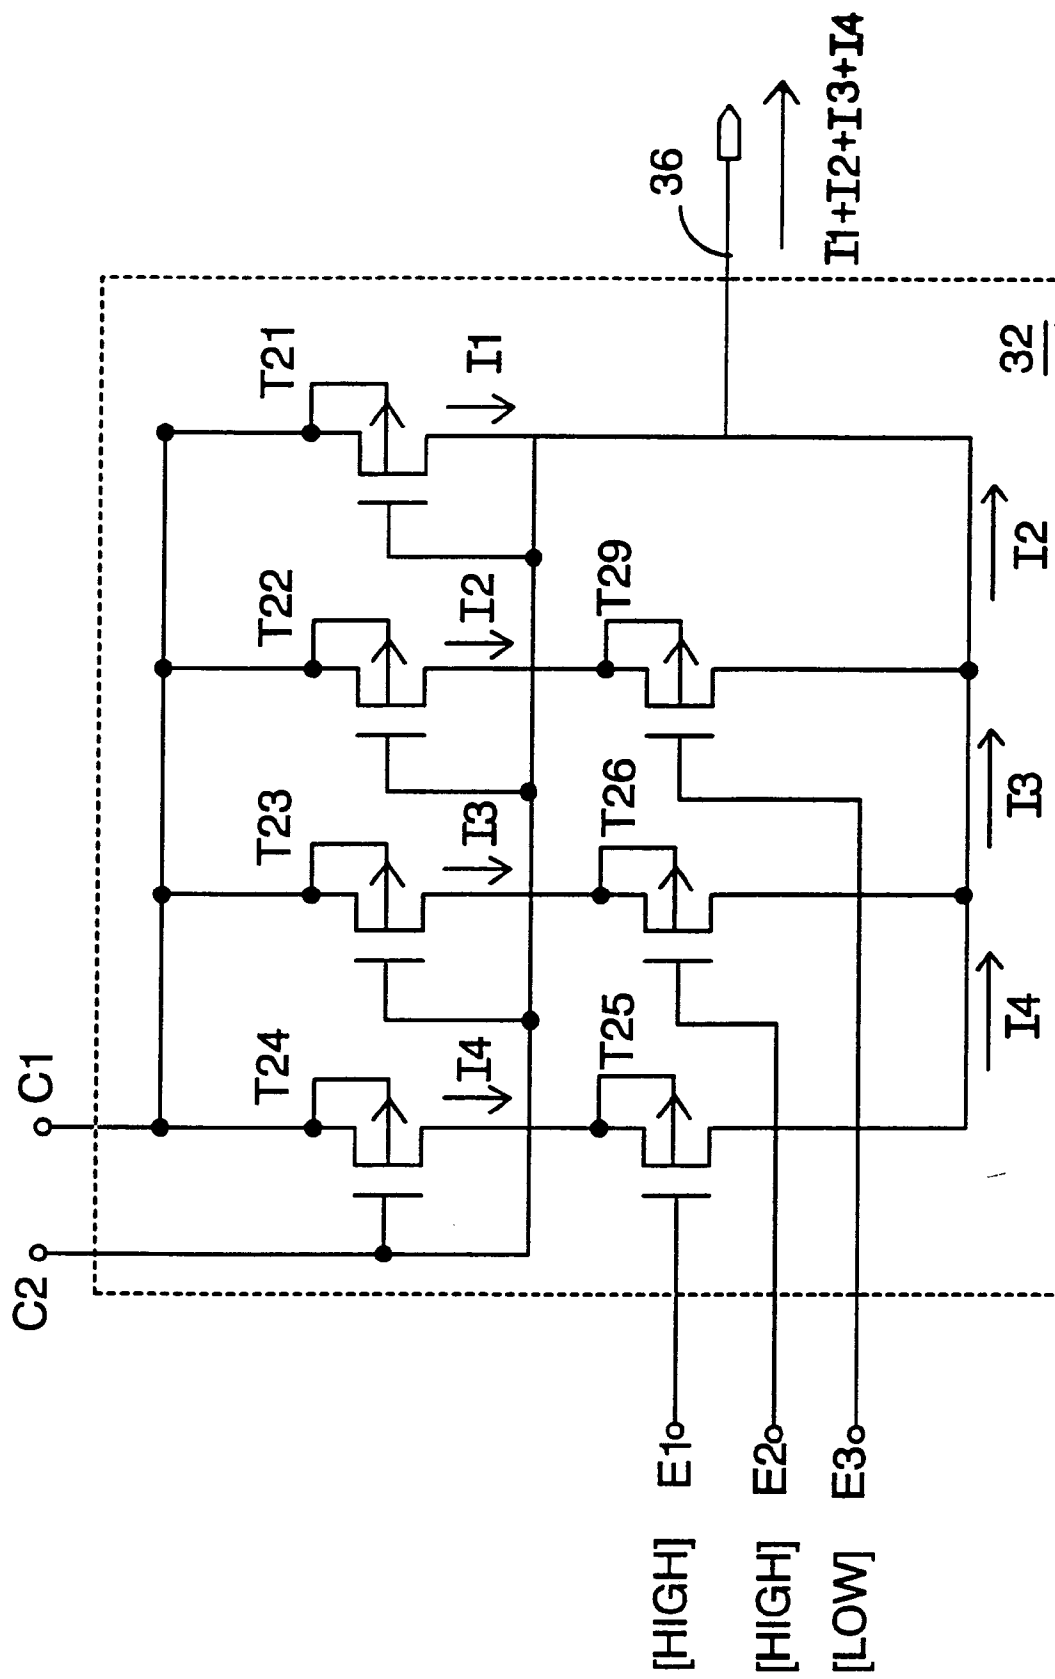 C2
C1
T24
T23
T22
T21
I4
I3
I2
I1
T25
T26
T29
36
[HIGH] E1
[HIGH] E2
[LOW] E3
I4
I3
I2
32
I1+I2+I3+I4